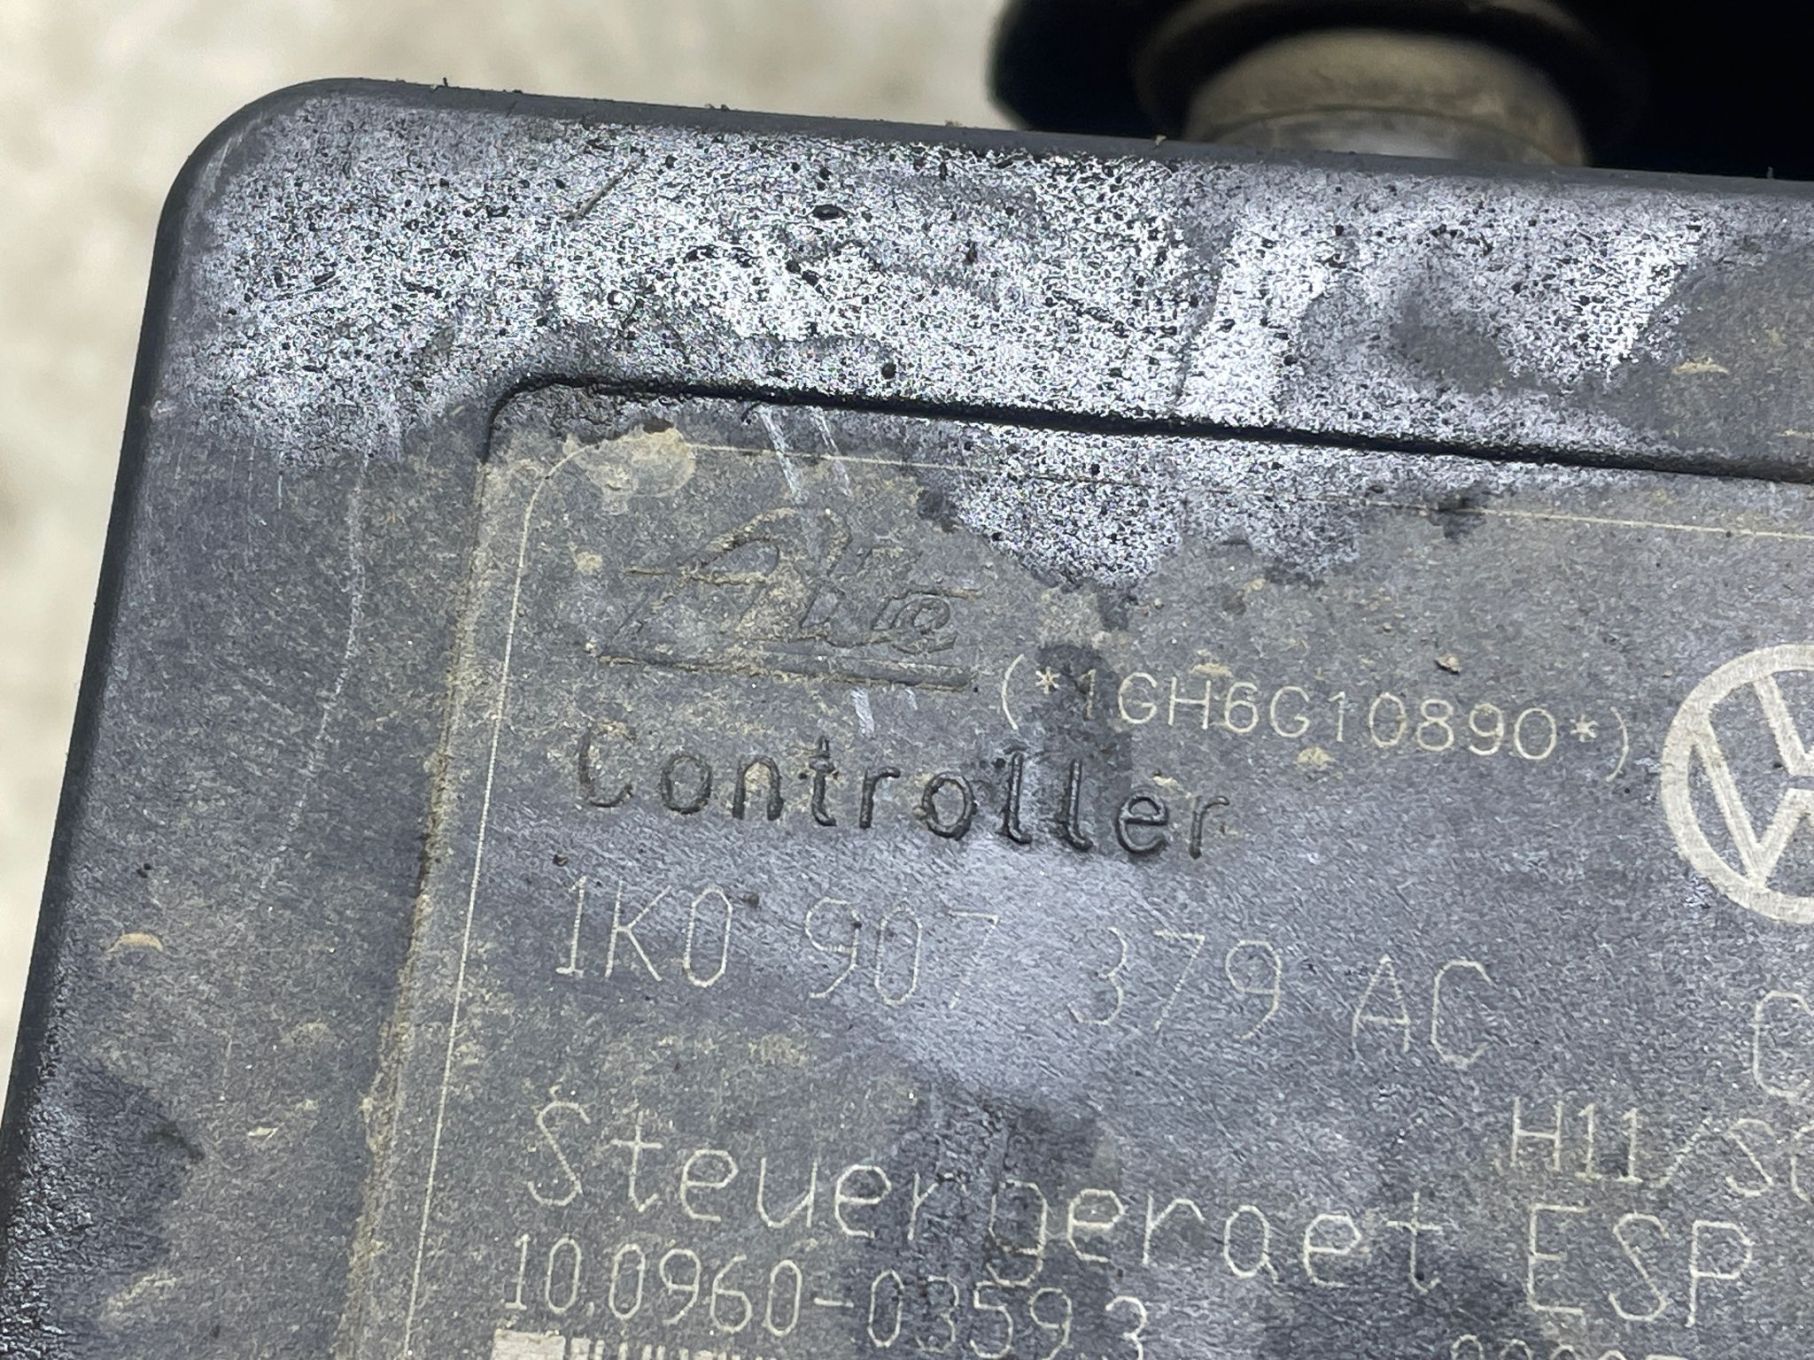 Ate
(*1GH6G10890*)
Controller
1K0 907 379 AC
H11/
Steuergeraet ESP
10.0960-0359.3